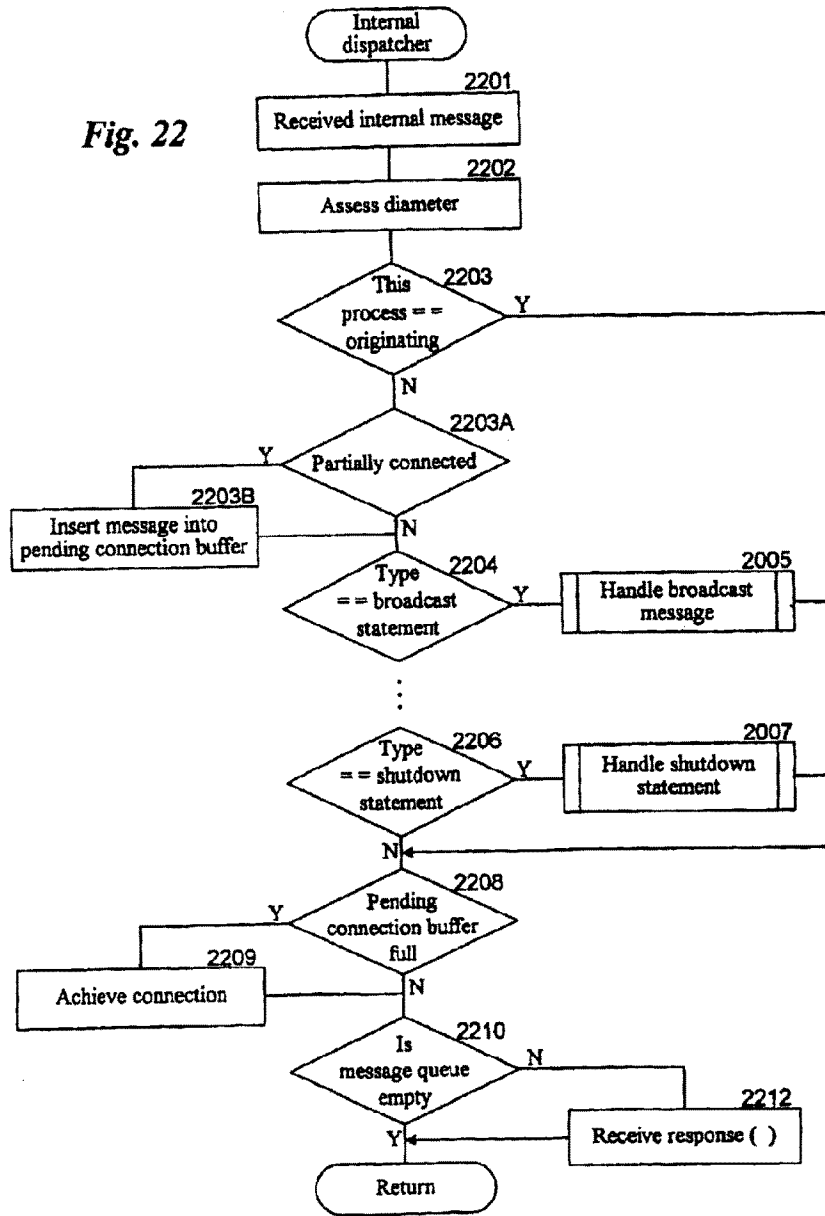 Internal
dispatcher
2201
Received internal message
Fig. 22
2202
Assess diameter
2203
This
process = =
originating
Y
N
2203A
Partially connected
Y
N
2203B
Insert message into
pending connection buffer
2204
Type
= = broadcast
statement
Y
2005
Handle broadcast
message
2206
Type
= = shutdown
statement
Y
2007
Handle shutdown
statement
N
2208
Pending
connection buffer
full
Y
N
2209
Achieve connection
2210
Is
message queue
empty
N
Y
2212
Receive response ( )
Return